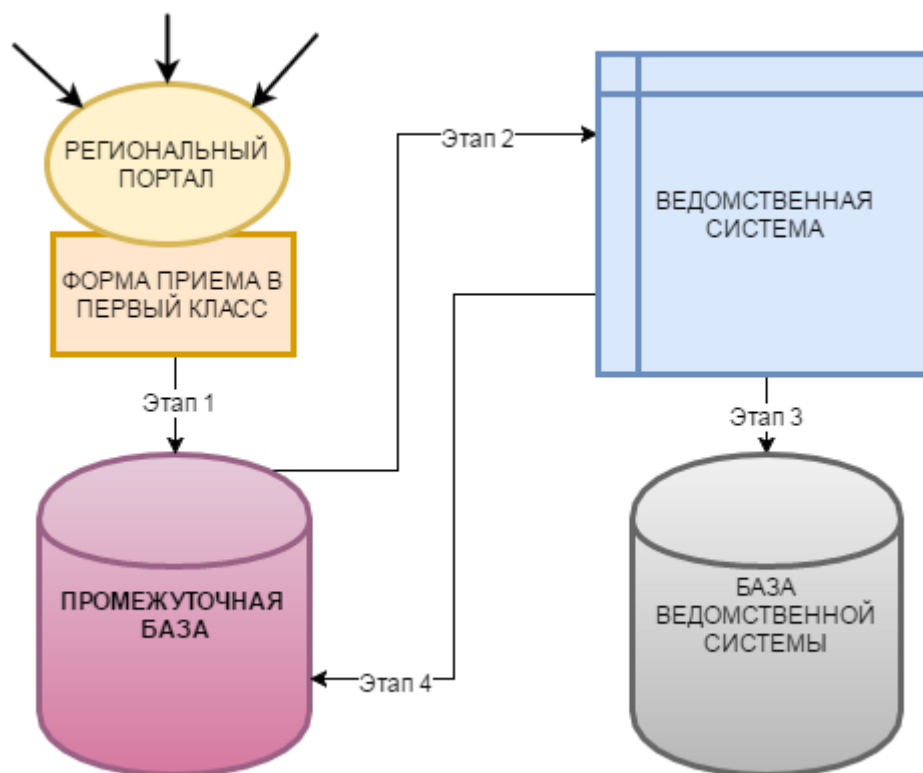 РЕГИОНАЛЬНЫЙ
ПОРТАЛ
ФОРМА ПРИЕМА В
ПЕРВЫЙ КЛАСС
Этап 1
Этап 2
ВЕДОМСТВЕННАЯ
СИСТЕМА
Этап 3
ПРОМЕЖУТОЧНАЯ
БАЗА
Этап 4
БАЗА
ВЕДОМСТВЕННОЙ
СИСТЕМЫ